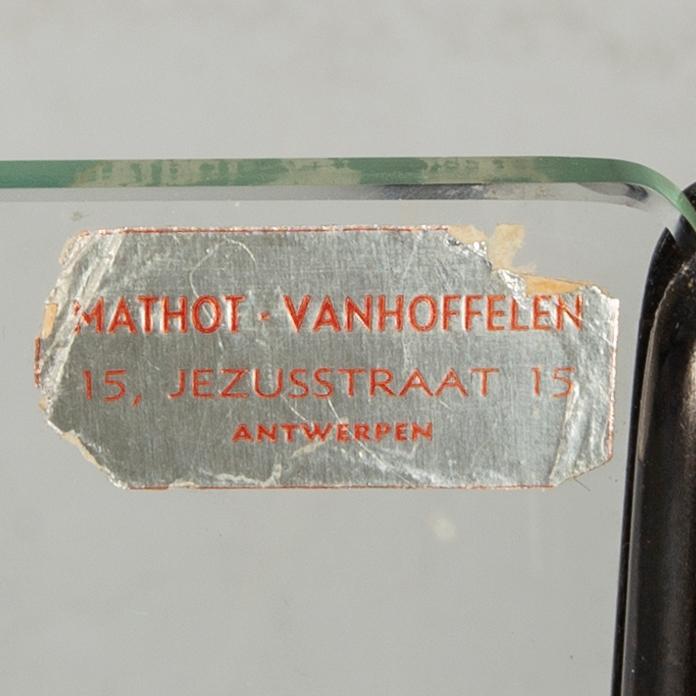 MATHOT - VANHOFFELEN
15, JEZUSSTRAAT 15
ANTWERPEN